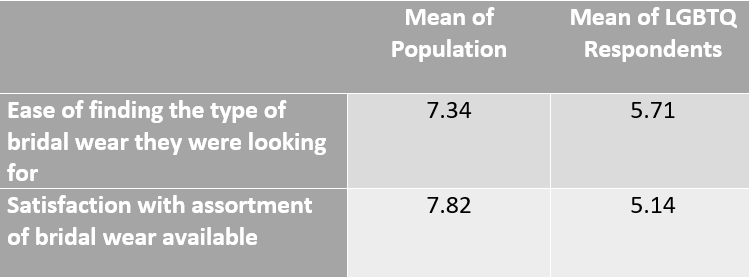 Mean of
Population
Mean of LGBTQ
Respondents
Ease of finding the type of
bridal wear they were looking
for
7.34
5.71
Satisfaction with assortment
of bridal wear available
7.82
5.14